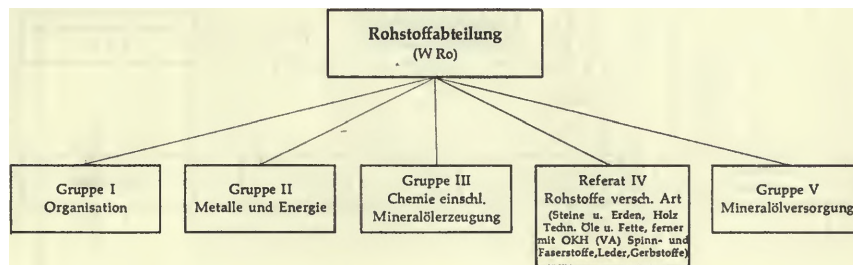 Rohstoffabteilung
(W Ro)
Gruppe I
Organisation
Gruppe II
Metalle und Energie
Gruppe III
Chemie einschl.
Mineralölerzeugung
Referat IV
Rohstoffe versch. Art
(Steine u. Erden, Holz
Techn. Öle u. Fette, ferner
mit OKH (VA) Spinn- und
Faserstoffe,Leder,Gerbstoffe)
Gruppe V
Mineralölversorgung